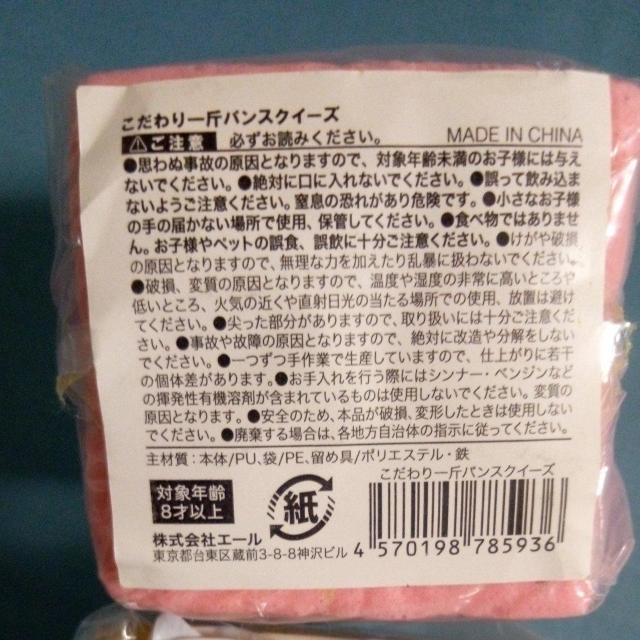 こだわり一斤パンスクイーズ
⚠ご注意 必ずお読みください。 MADE IN CHINA
●思わぬ事故の原因となりますので、対象年齢未満のお子様には与え
ないでください。●絶対に口に入れないでください。●誤って飲み込ま
ないようご注意ください。窒息の恐れがあり危険です。●小さなお子様
の手の届かない場所で使用、保管してください。●食べ物ではありませ
ん。お子様やペットの誤食、誤飲に十分ご注意ください。●けがや破損
の原因となりますので、無理な力を加えたり乱暴に扱わないでください。
●破損、変質の原因となりますので、温度や湿度の非常に高いところや
低いところ、火気の近くや直射日光の当たる場所での使用、放置は避け
てください。●尖った部分がありますので、取り扱いには十分ご注意くだ
さい。●事故や故障の原因となりますので、絶対に改造や分解をしない
でください。●一つずつ手作業で生産していますので、仕上がりに若干
の個体差があります。●お手入れを行う際にはシンナー・ベンジンなど
の揮発性有機溶剤が含まれているものは使用しないでください。変質の
原因となります。●安全のため、本品が破損、変形したときは使用しない
でください。●廃棄する場合は、各地方自治体の指示に従ってください。
主材質：本体/PU、袋/PE、留め具/ポリエステル・鉄
こだわり一斤パンスクイーズ
対象年齢
8才以上
紙
株式会社エール
東京都台東区蔵前3-8-8神沢ビル
4 570198 785936